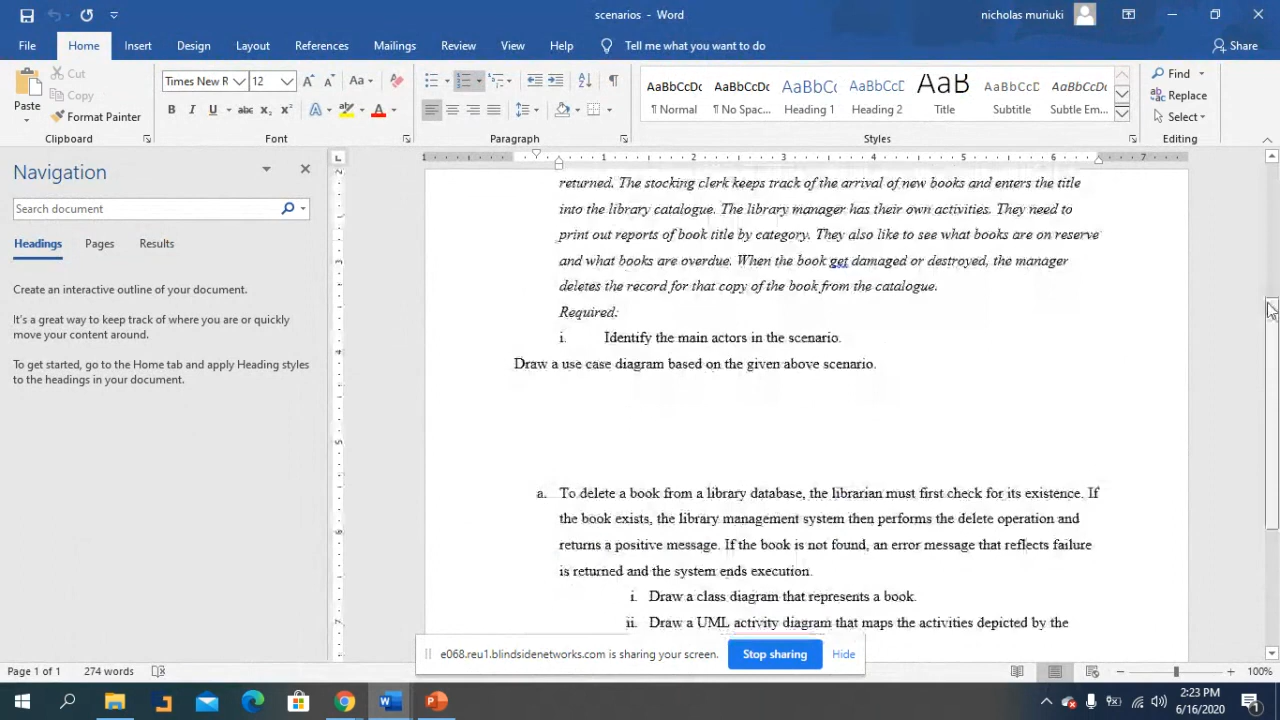 scenarios - Word
nicholas muriuki
File Home Insert Design Layout References Mailings Review View Help Tell me what you want to do Share
Paste
Cut
Copy
Format Painter
Clipboard
Times New R 12
Font
Paragraph
AaBbCcDc AaBbCcDc AaBbCc AaBbCcD AaB AaBbCcD AaBbCcDc
¶ Normal ¶ No Spac... Heading 1 Heading 2 Title Subtitle Subtle Em...
Styles
Find
Replace
Select
Editing
Navigation
Search document
Headings Pages Results
Create an interactive outline of your document.
It's a great way to keep track of where you are or quickly
move your content around.
To get started, go to the Home tab and apply Heading styles
to the headings in your document.
returned. The stocking clerk keeps track of the arrival of new books and enters the title
into the library catalogue. The library manager has their own activities. They need to
print out reports of book title by category. They also like to see what books are on reserve
and what books are overdue. When the book get damaged or destroyed, the manager
deletes the record for that copy of the book from the catalogue.
Required:
i. Identify the main actors in the scenario.
Draw a use case diagram based on the given above scenario.
a. To delete a book from a library database, the librarian must first check for its existence. If
the book exists, the library management system then performs the delete operation and
returns a positive message. If the book is not found, an error message that reflects failure
is returned and the system ends execution.
i. Draw a class diagram that represents a book.
ii. Draw a UML activity diagram that maps the activities depicted by the
e068.reu1.blindsidenetworks.com is sharing your screen. Stop sharing Hide
Page 1 of 1 274 words 100%
2:23 PM
6/16/2020